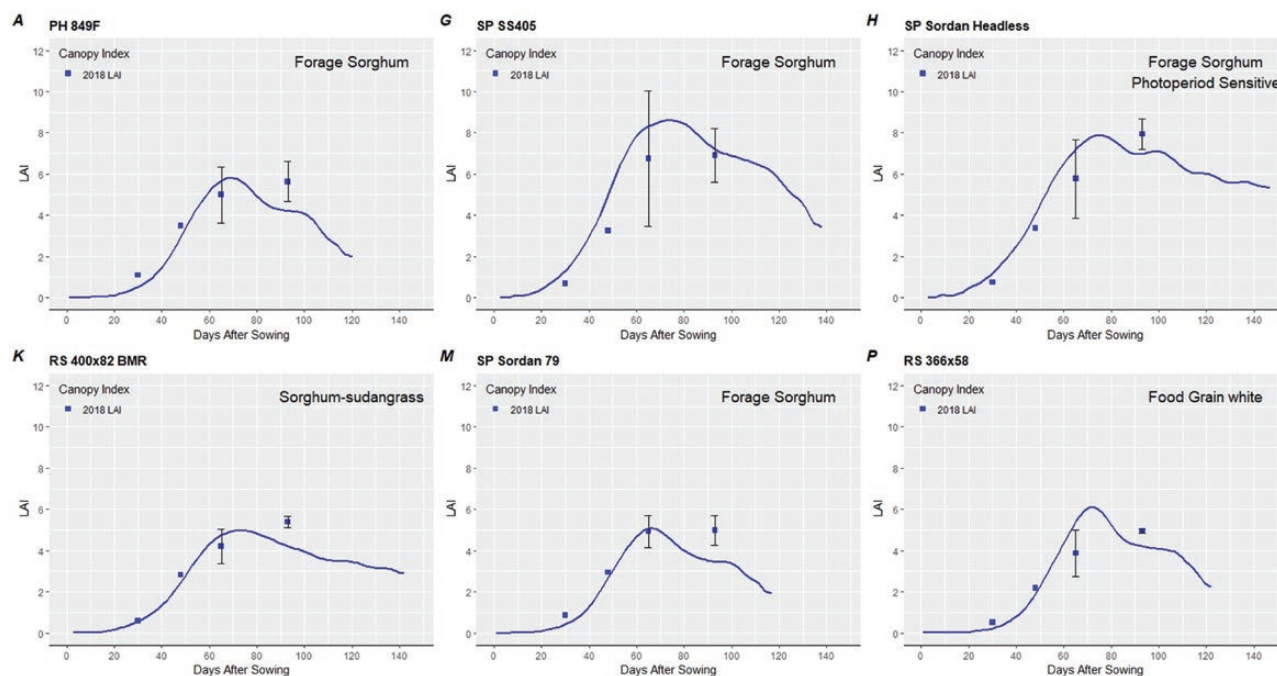 A PH 849F
Canopy Index
2018 LAI
Forage Sorghum
12
10
8
6
4
2
0
LAI
0 20 40 60 80 100 120 140
Days After Sowing
G SP SS405
Canopy Index
2018 LAI
Forage Sorghum
12
10
8
6
4
2
0
LAI
0 20 40 60 80 100 120 140
Days After Sowing
H SP Sordan Headless
Canopy Index
2018 LAI
Forage Sorghum
Photoperiod Sensitive
12
10
8
6
4
2
0
LAI
0 20 40 60 80 100 120 140
Days After Sowing
K RS 400x82 BMR
Canopy Index
2018 LAI
Sorghum-sudangrass
12
10
8
6
4
2
0
LAI
0 20 40 60 80 100 120 140
Days After Sowing
M SP Sordan 79
Canopy Index
2018 LAI
Forage Sorghum
12
10
8
6
4
2
0
LAI
0 20 40 60 80 100 120 140
Days After Sowing
P RS 366x58
Canopy Index
2018 LAI
Food Grain white
12
10
8
6
4
2
0
LAI
0 20 40 60 80 100 120 140
Days After Sowing